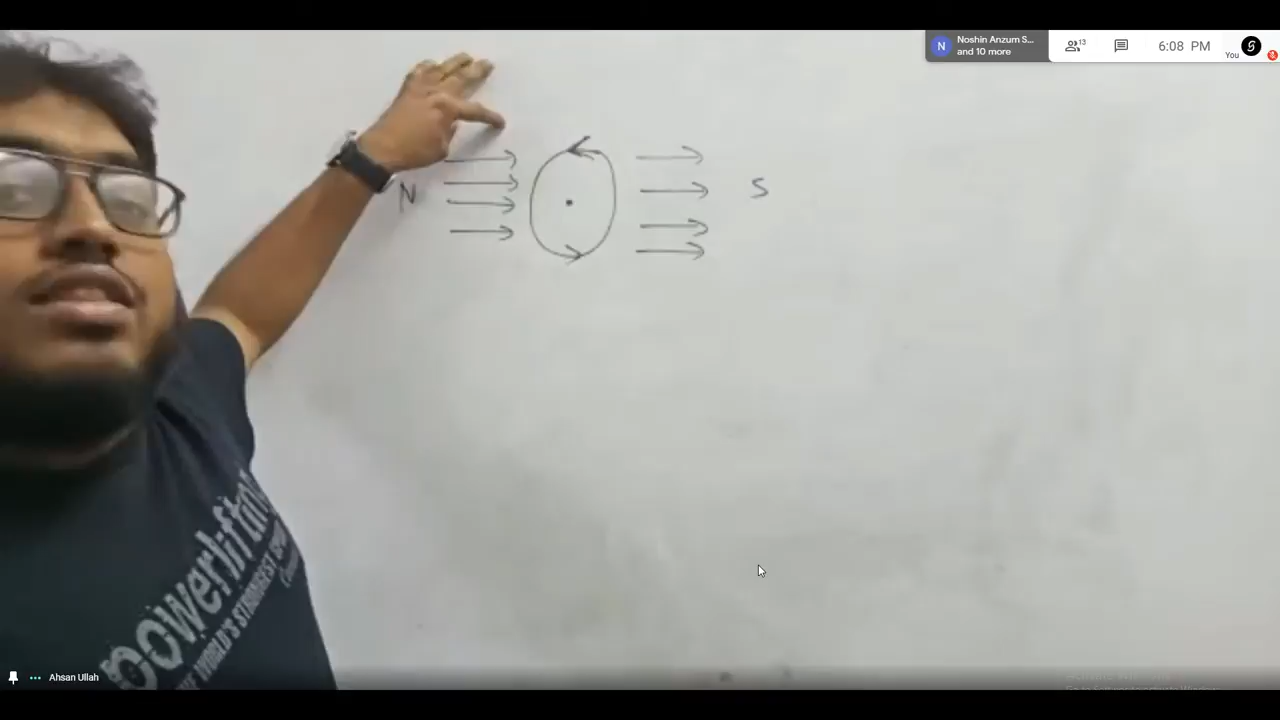 Noshin Anzum S...
and 10 more
N
13
6:08 PM
You
N
S
powerlifting
WORLD'S STRONGEST
Ahsan Ullah